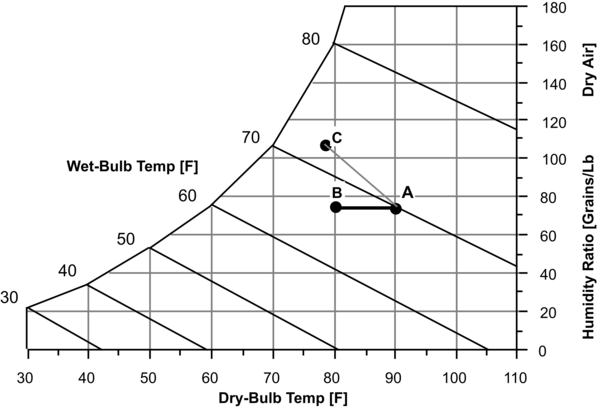 180
80
160
Dry Air]
140
120
70
C
100
Wet-Bulb Temp [F]
B
A
80
60
60
50
40
40
20
30
0
30 40 50 60 70 80 90 100 110
Dry-Bulb Temp [F]
Humidity Ratio [Grains/Lb